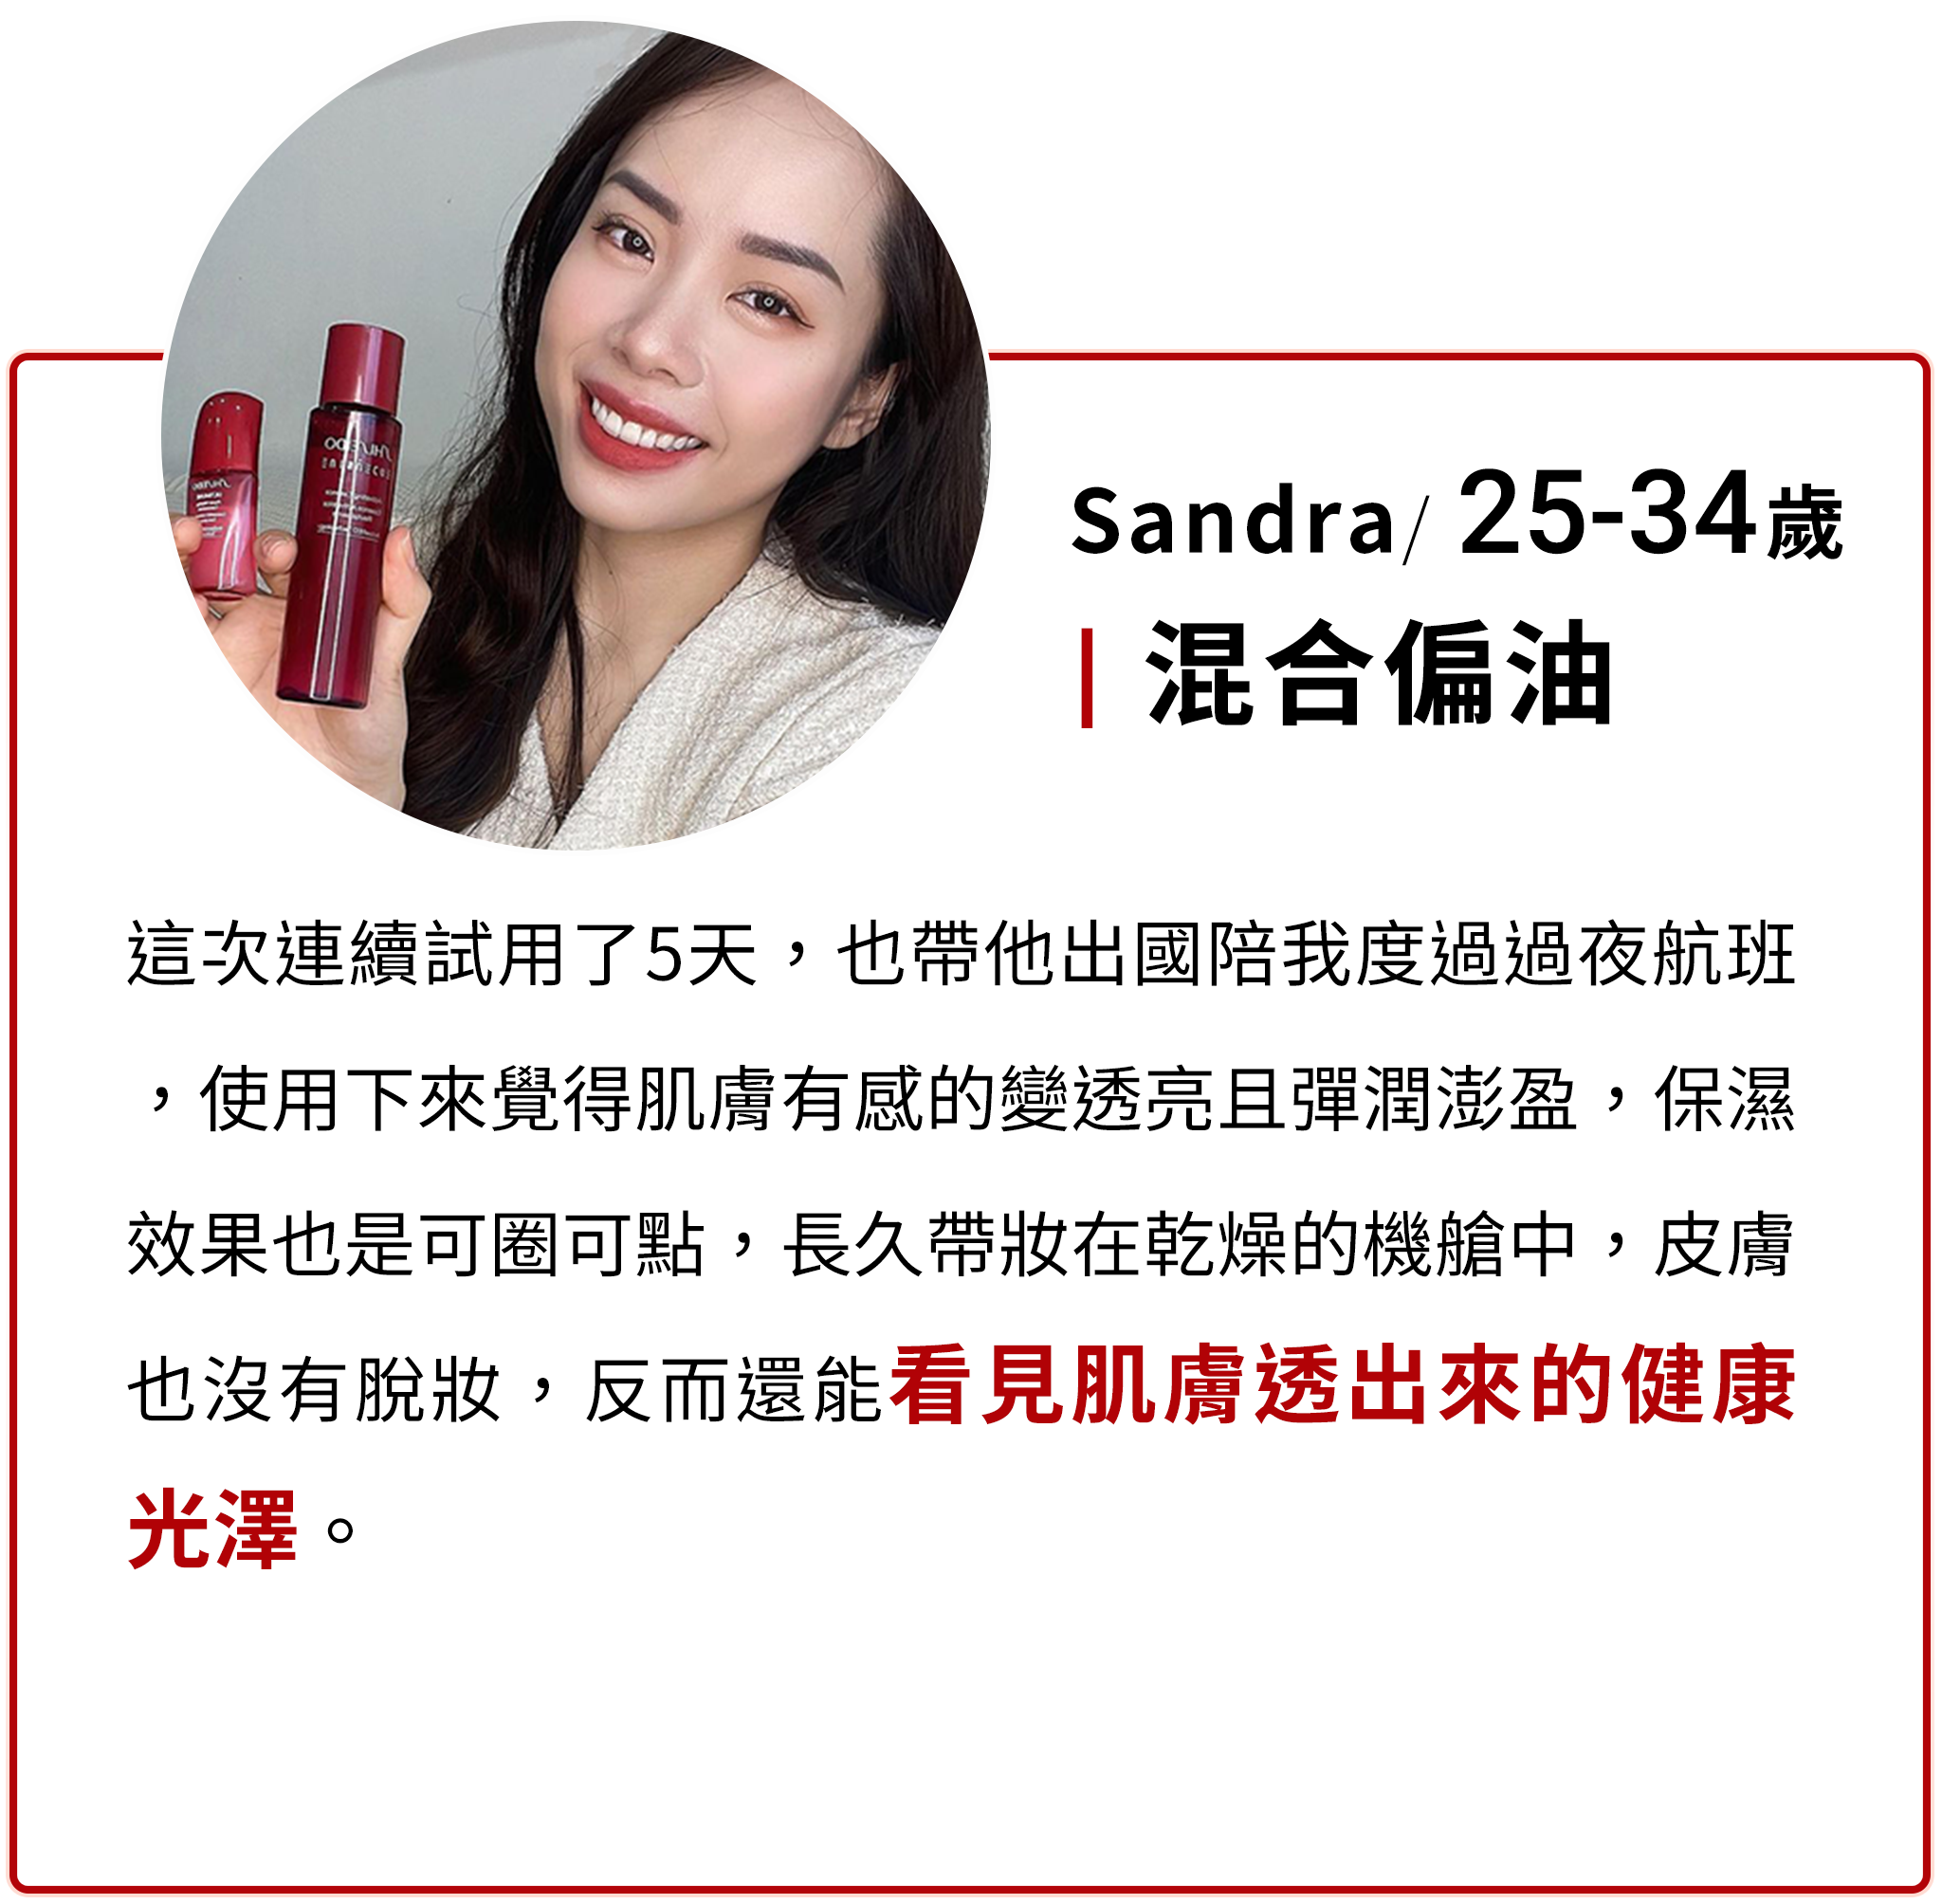 Sandra/ 25-34歲
混合偏油
SHISEIDO
這次連續試用了5天，也帶他出國陪我度過過夜航班
，使用下來覺得肌膚有感的變透亮且彈潤澎盈，保濕
效果也是可圈可點，長久帶妝在乾燥的機艙中，皮膚
也沒有脫妝，反而還能看見肌膚透出來的健康
光澤。